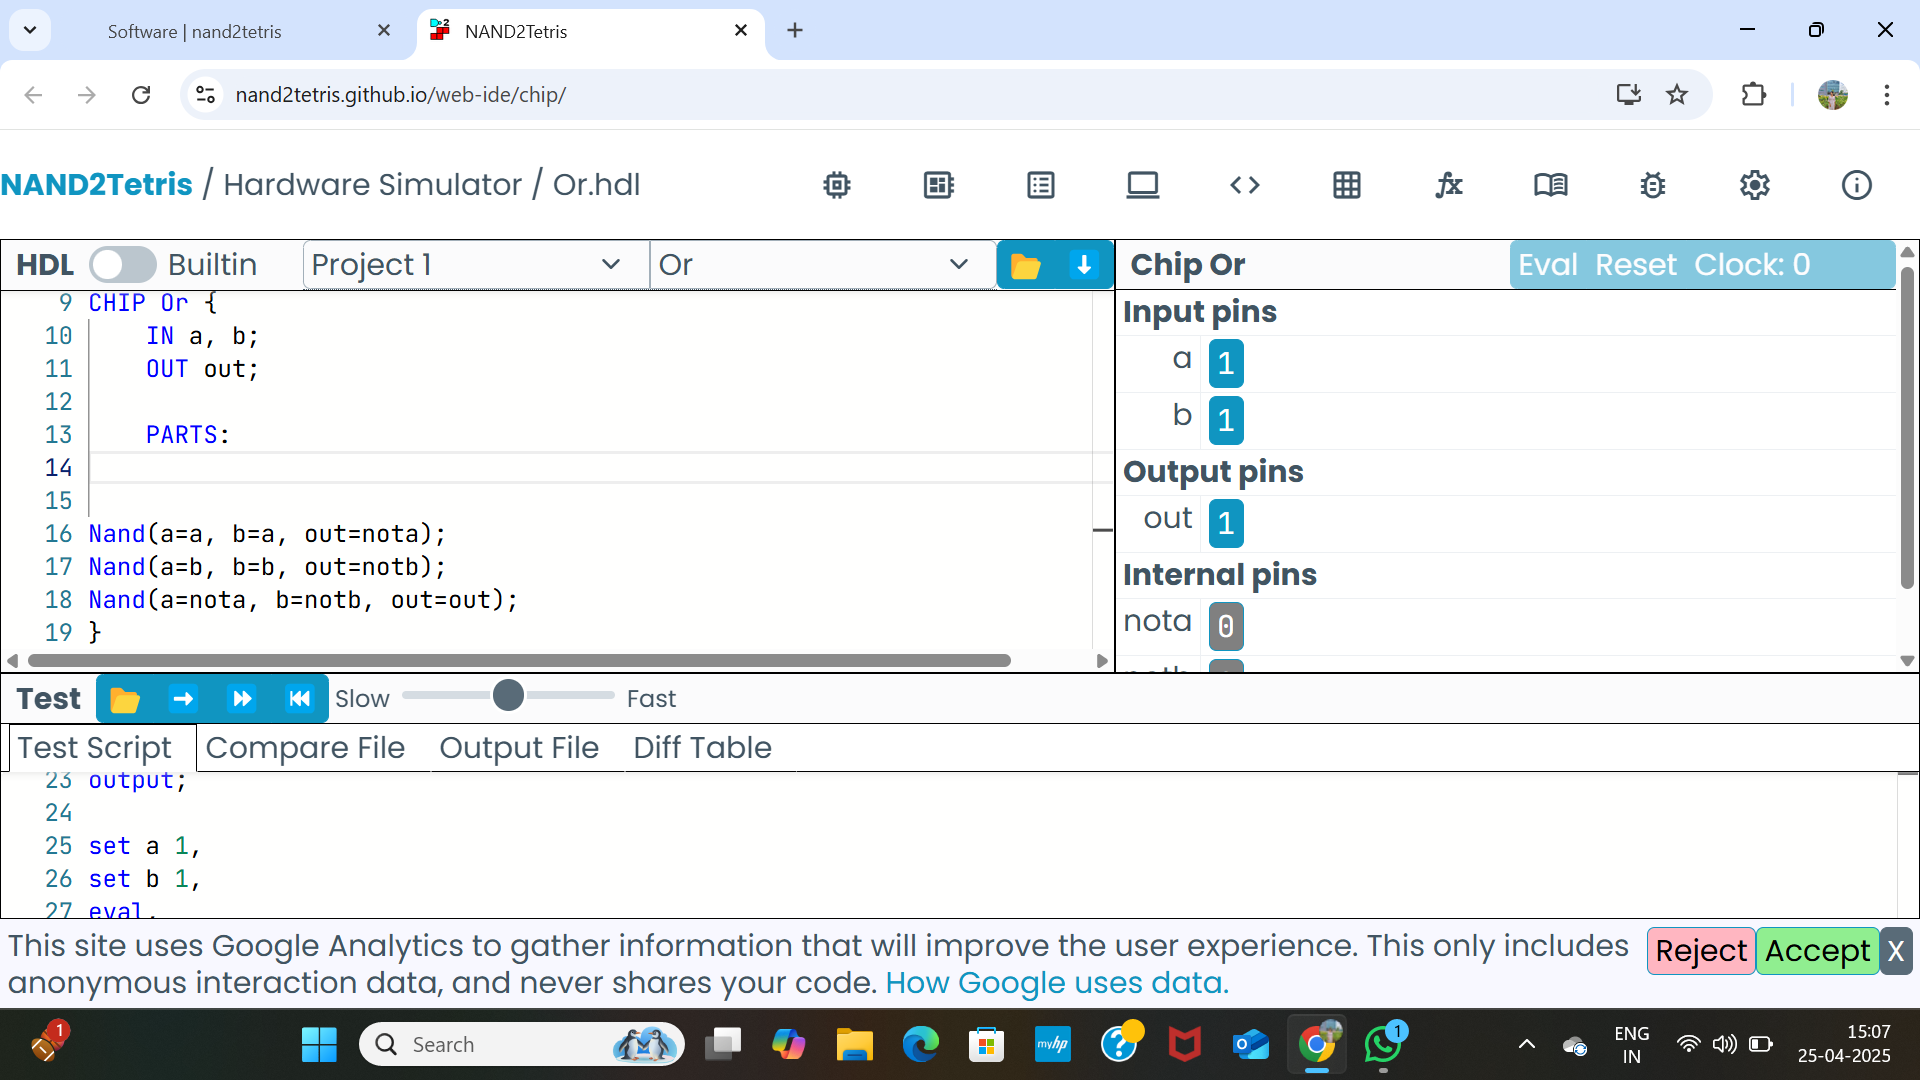 Software | nand2tetris
NAND2Tetris
nand2tetris.github.io/web-ide/chip/
NAND2Tetris / Hardware Simulator / Or.hdl
HDL Builtin Project 1 Or
9 CHIP Or {
10 IN a, b;
11 OUT out;
12
13 PARTS:
14
15
16 Nand(a=a, b=a, out=nota);
17 Nand(a=b, b=b, out=notb);
18 Nand(a=nota, b=notb, out=out);
19 }
Chip Or Eval Reset Clock: 0
Input pins
a 1
b 1
Output pins
out 1
Internal pins
nota 0
Test Slow Fast
Test Script Compare File Output File Diff Table
23 output;
24
25 set a 1,
26 set b 1,
27 eval,
This site uses Google Analytics to gather information that will improve the user experience. This only includes
anonymous interaction data, and never shares your code. How Google uses data.
Reject Accept X
1
Search
myhp
1
ENG
IN
15:07
25-04-2025